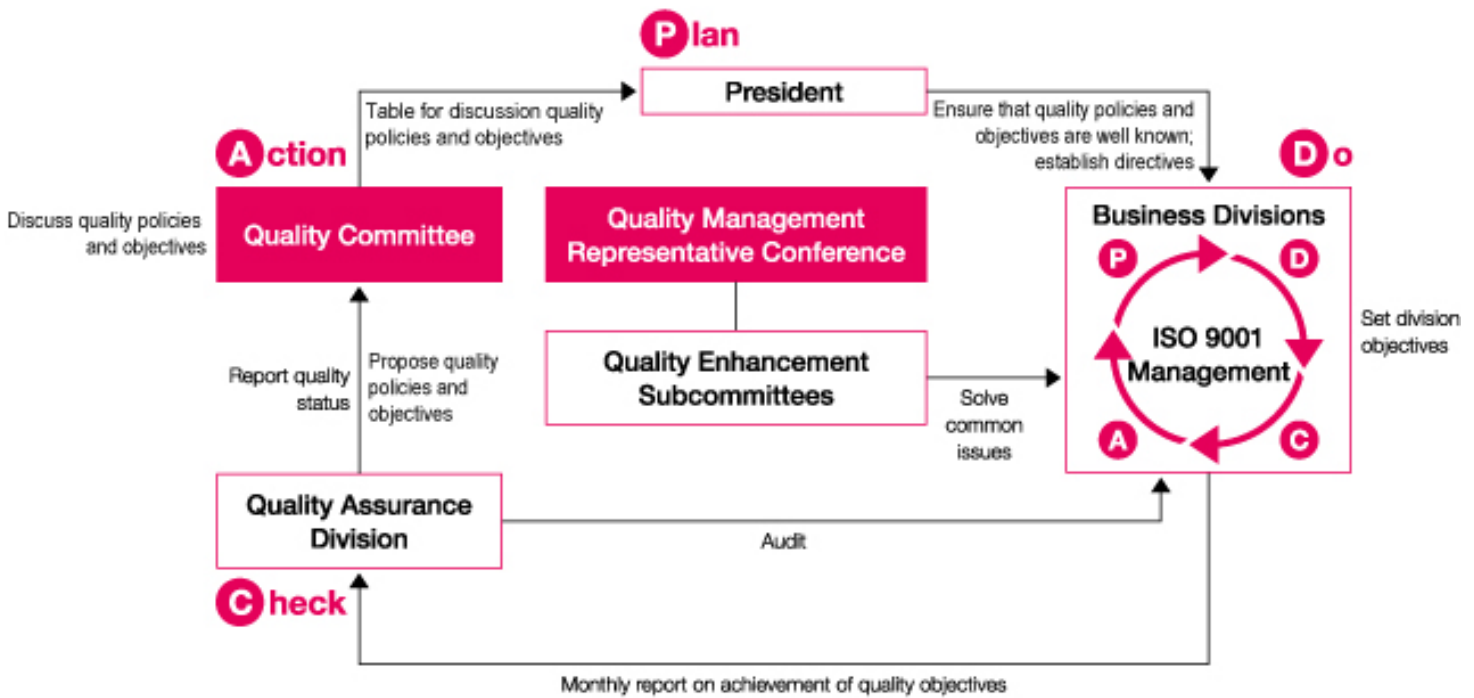 Plan
President
Table for discussion quality
policies and objectives
Ensure that quality policies and
objectives are well known;
establish directives
Action
Do
Discuss quality policies
and objectives
Quality Committee
Quality Management
Representative Conference
Business Divisions
P
D
ISO 9001
Management
A
C
Set division
objectives
Report quality
status
Propose quality
policies and
objectives
Quality Enhancement
Subcommittees
Solve
common
issues
Quality Assurance
Division
Audit
Check
Monthly report on achievement of quality objectives